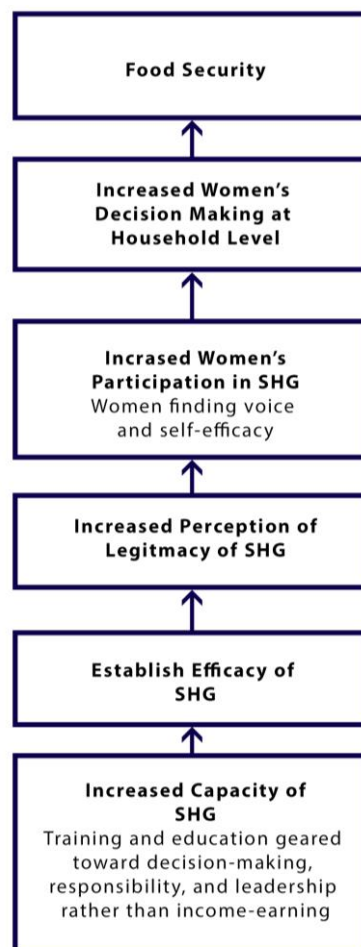 Food Security
Increased Women's
Decision Making at
Household Level
Incrased Women's
Participation in SHG
Women finding voice
and self-efficacy
Increased Perception of
Legitmacy of SHG
Establish Efficacy of
SHG
Increased Capacity of
SHG
Training and education geared
toward decision-making,
responsibility, and leadership
rather than income-earning